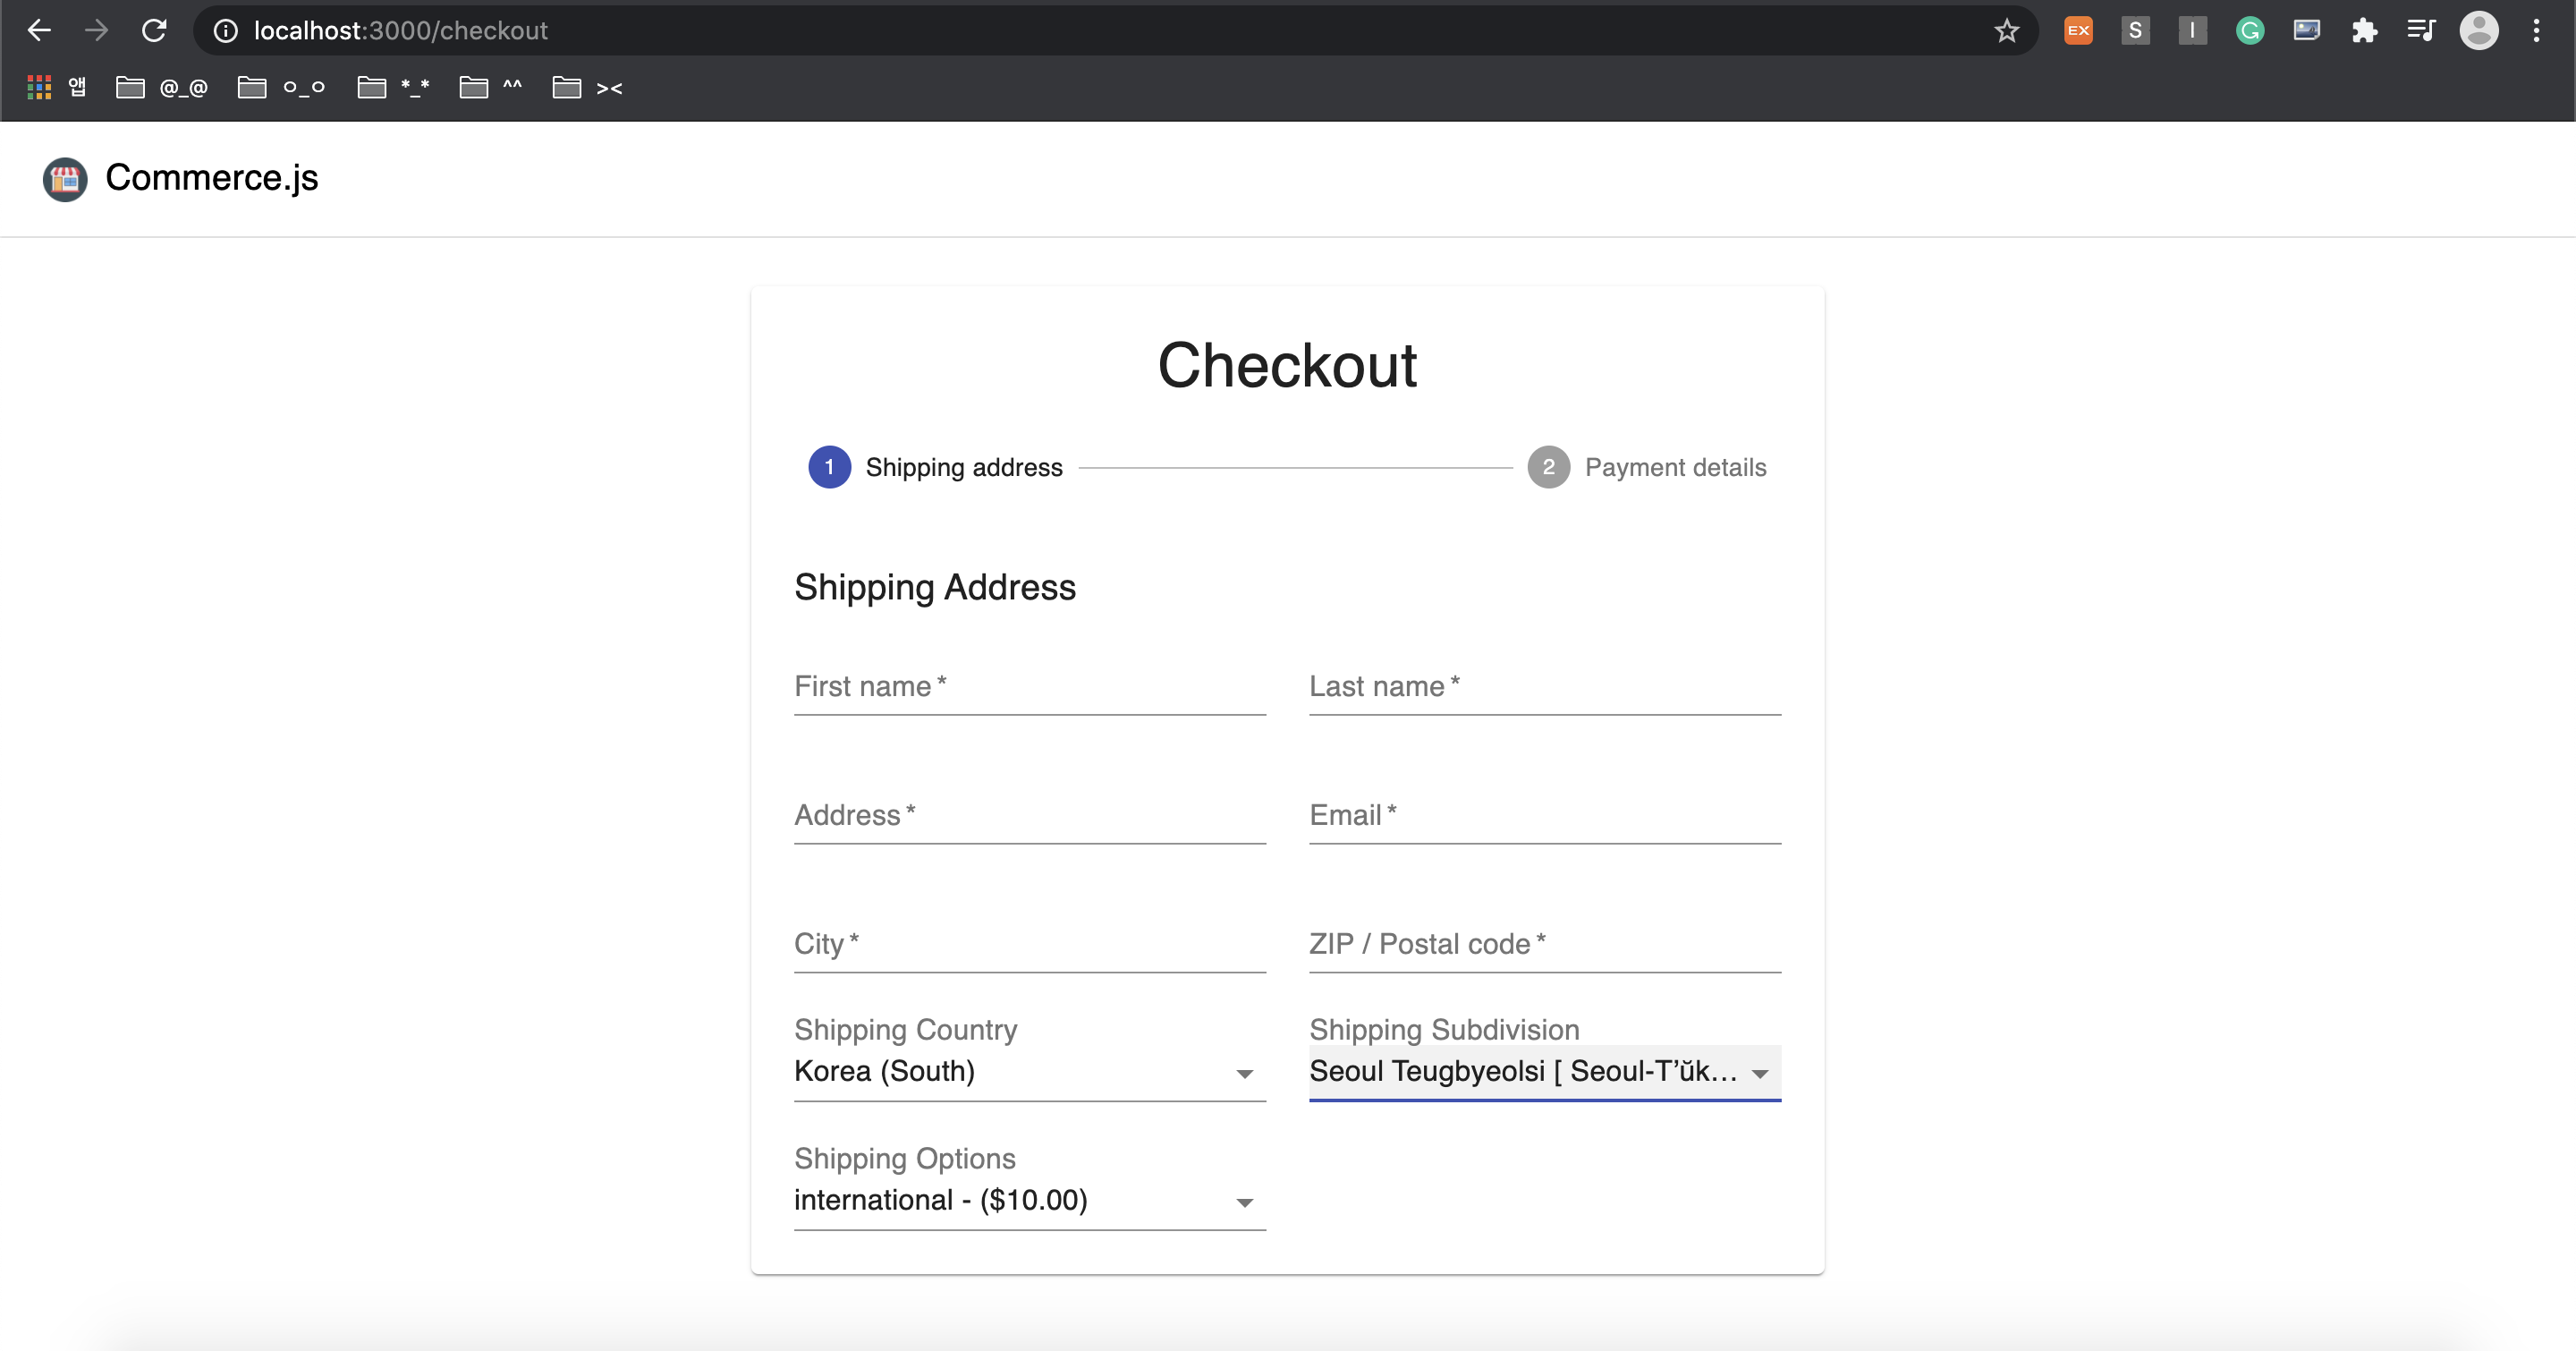 localhost:3000/checkout
EX S I G
앱 @_@ o_o *_* ^^ ><
Commerce.js
Checkout
1 Shipping address 2 Payment details
Shipping Address
First name * Last name *
Address * Email *
City * ZIP / Postal code *
Shipping Country Shipping Subdivision
Korea (South) Seoul Teugbyeolsi [ Seoul-T’ŭk...
Shipping Options
international - ($10.00)